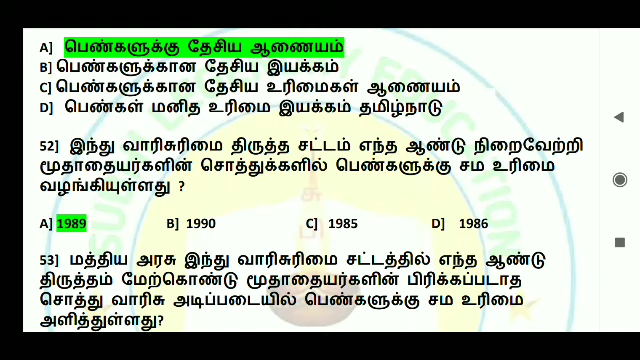 A] பெண்களுக்கு தேசிய ஆணையம்
B] பெண்களுக்கான தேசிய இயக்கம்
C] பெண்களுக்கான தேசிய உரிமைகள் ஆணையம்
D] பெண்கள் மனித உரிமை இயக்கம் தமிழ்நாடு
52] இந்து வாரிசுரிமை திருத்த சட்டம் எந்த ஆண்டு நிறைவேற்றி
மூதாதையர்களின் சொத்துக்களில் பெண்களுக்கு சம உரிமை
வழங்கியுள்ளது ?
A] 1989 B] 1990 C] 1985 D] 1986
53] மத்திய அரசு இந்து வாரிசுரிமை சட்டத்தில் எந்த ஆண்டு
திருத்தம் மேற்கொண்டு மூதாதையர்களின் பிரிக்கப்படாத
சொத்து வாரிசு அடிப்படையில் பெண்களுக்கு சம உரிமை
அளித்துள்ளது?